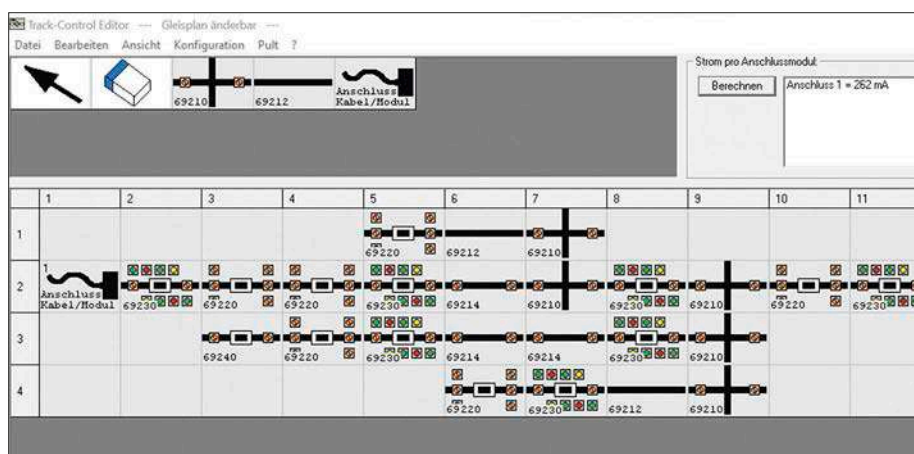 Track-Control Editor --- Gleisplan änderbar ---
Datei Bearbeiten Ansicht Konfiguration Pult ?
69210 69212 Anschluss Kabel/Modul
Strom pro Anschlussmodul:
Berechnen
Anschluss 1 = 262 mA
1 2 3 4 5 6 7 8 9 10 11
1
69220 69212 69210
2
1
Anschluss
Kabel/Modul 69230 69220 69220 69230 69214 69210 69230 69210 69220 69230
3
69240 69220 69230 69214 69214 69230 69210
4
69220 69230 69212 69210